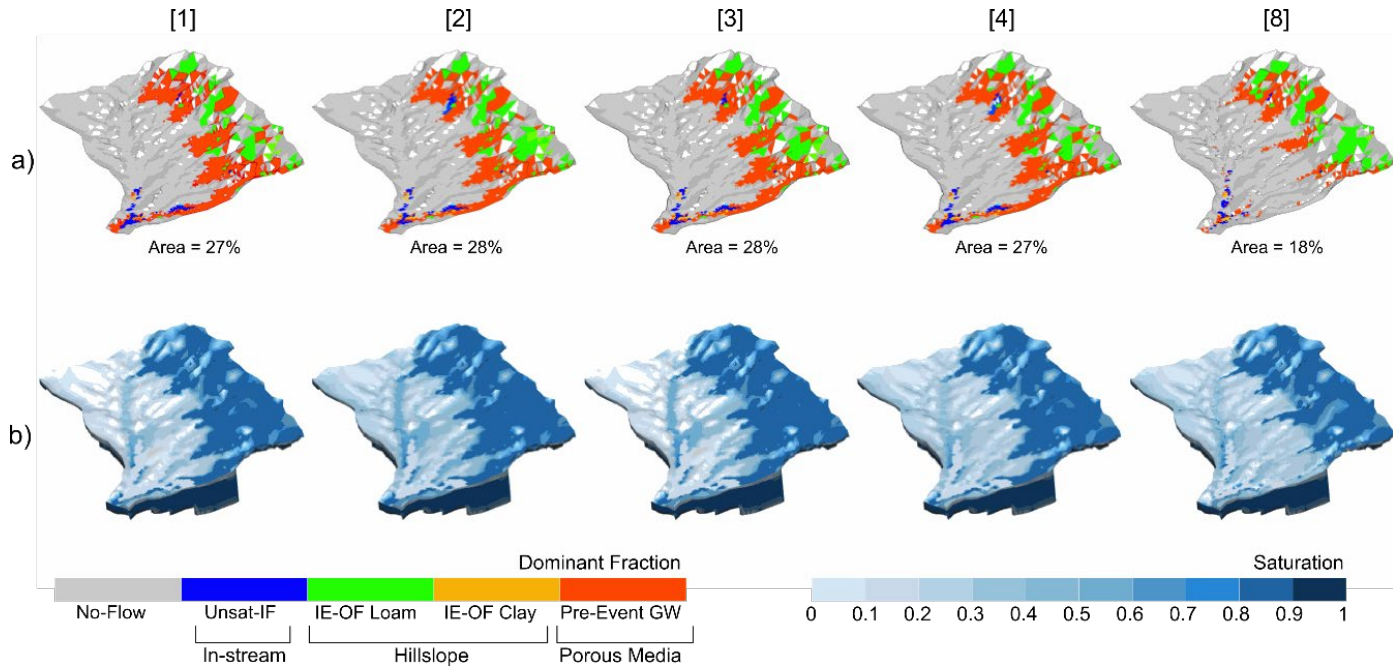 [1] [2] [3] [4] [8]
a)
Area = 27% Area = 28% Area = 28% Area = 27% Area = 18%
b)
Dominant Fraction
No-Flow Unsat-IF IE-OF Loam IE-OF Clay Pre-Event GW
In-stream Hillslope Porous Media
Saturation
0 0.1 0.2 0.3 0.4 0.5 0.6 0.7 0.8 0.9 1